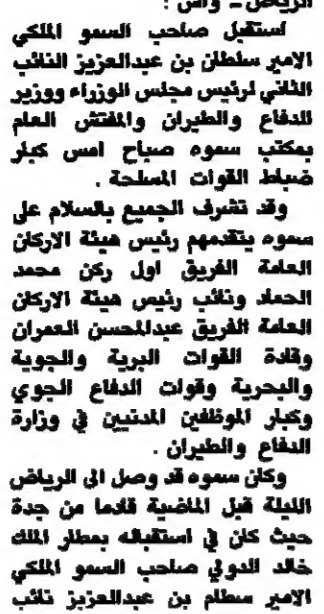 الرياض ـ واس :
استقبل صاحب السمو الملكي
الامير سلطان بن عبدالعزيز النائب
الثاني لرئيس مجلس الوزراء ووزير
الدفاع والطيران والمفتش العام
بمكتب سموه صباح امس كبار
ضباط القوات المسلحة .
وقد تشرف الجميع بالسلام على
سموه يتقدمهم رئيس هيئة الاركان
العامة الفريق اول ركن محمد
الحماد ونائب رئيس هيئة الاركان
العامة الفريق عبدالمحسن العمران
وقادة القوات البرية والجوية
والبحرية وقوات الدفاع الجوي
وكبار الموظفين المدنيين في وزارة
الدفاع والطيران .
وكان سموه قد وصل الى الرياض
الليلة قبل الماضية قادما من جدة
حيث كان في استقباله بمطار الملك
خالد الدولي صاحب السمو الملكي
الامير سطام بن عبدالعزيز نائب